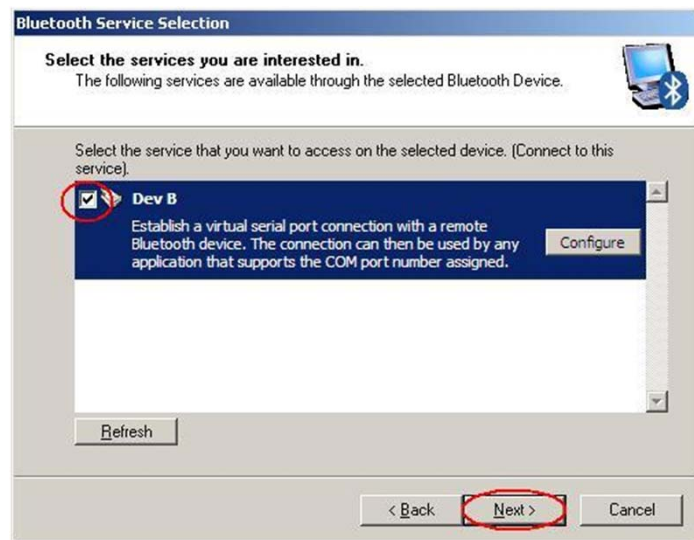 Bluetooth Service Selection
Select the services you are interested in.
The following services are available through the selected Bluetooth Device.
Select the service that you want to access on the selected device. (Connect to this
service).
Dev B
Establish a virtual serial port connection with a remote
Bluetooth device. The connection can then be used by any
application that supports the COM port number assigned.
Configure
Refresh
< Back
Next >
Cancel